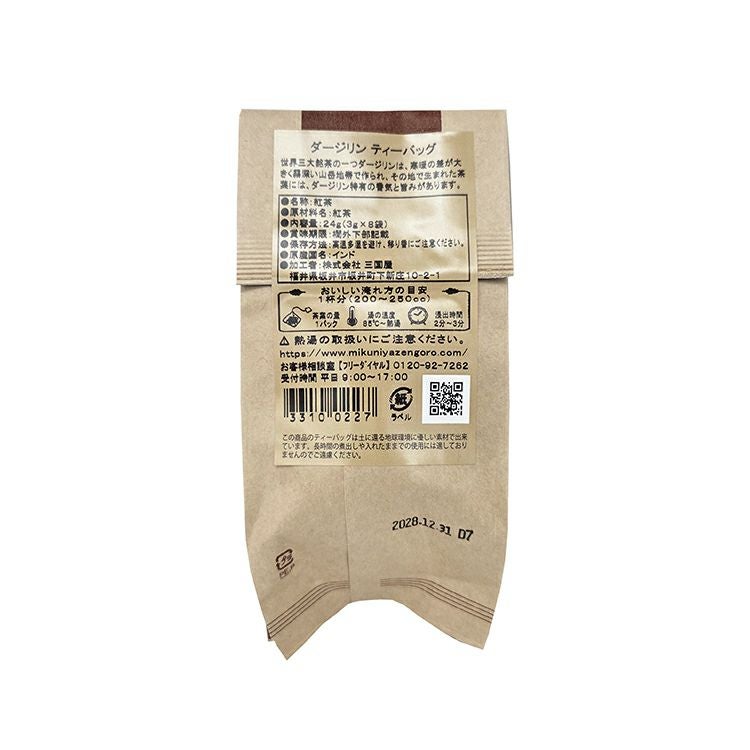 ダージリン ティーバッグ
世界三大銘茶の一つダージリンは、寒暖の差が大
きく霧深い山岳地帯で作られ、その地で生まれた茶
葉には、ダージリン特有の香気と旨みがあります。
●名称:紅茶
●原材料名:紅茶
●内容量:24g(3g×8袋)
●賞味期限:欄外下部記載
●保存方法:高温多湿を避け、移り香にご注意ください。
●原産国名:インド
●加工者:株式会社 三国屋
福井県坂井市坂井町下新庄10-2-1
おいしい淹れ方の目安
1杯分(200～250cc)
茶葉の量
1パック
湯の温度
85℃～熱湯
浸出時間
2分～3分
⚠ 熱湯の取扱いにご注意ください。
https://www.mikuniyazengoro.com/
お客様相談室【フリーダイヤル】0120-92-7262
受付時間 平日 9:00～17:00
33100227
紙
ラベル
この商品のティーバッグは土に還る地球環境に優しい素材で出来
ています。長時間の煮出しや入れたままでの使用には適しており
ませんのでご遠慮ください。
2028.12.31 D7
PE,P